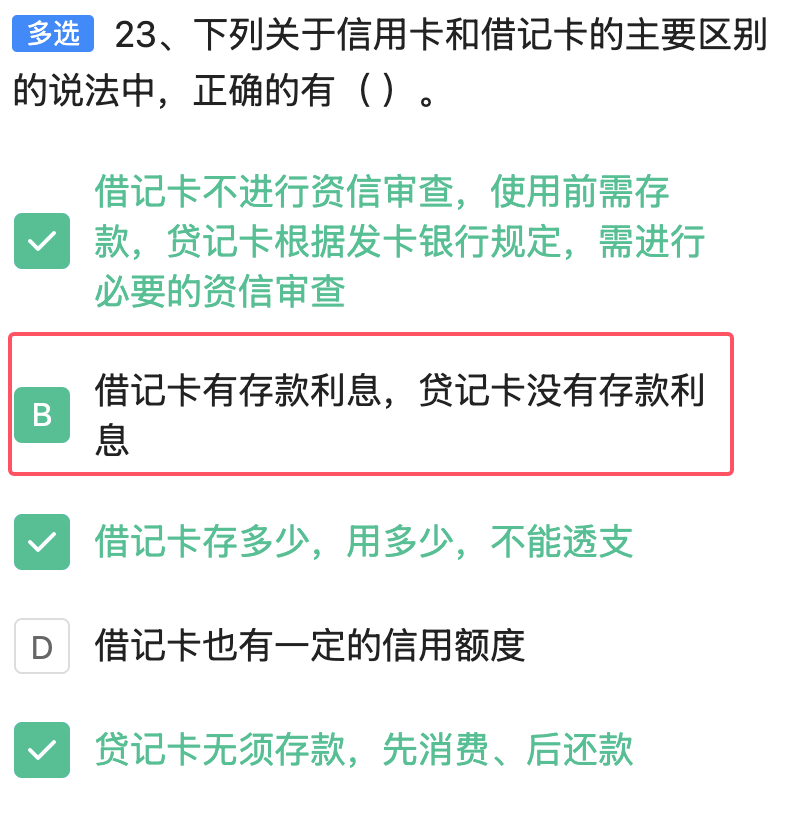 多选 23、下列关于信用卡和借记卡的主要区别
的说法中，正确的有（ ）。
借记卡不进行资信审查，使用前需存
款，贷记卡根据发卡银行规定，需进行
必要的资信审查
B 借记卡有存款利息，贷记卡没有存款利
息
借记卡存多少，用多少，不能透支
D 借记卡也有一定的信用额度
贷记卡无须存款，先消费、后还款